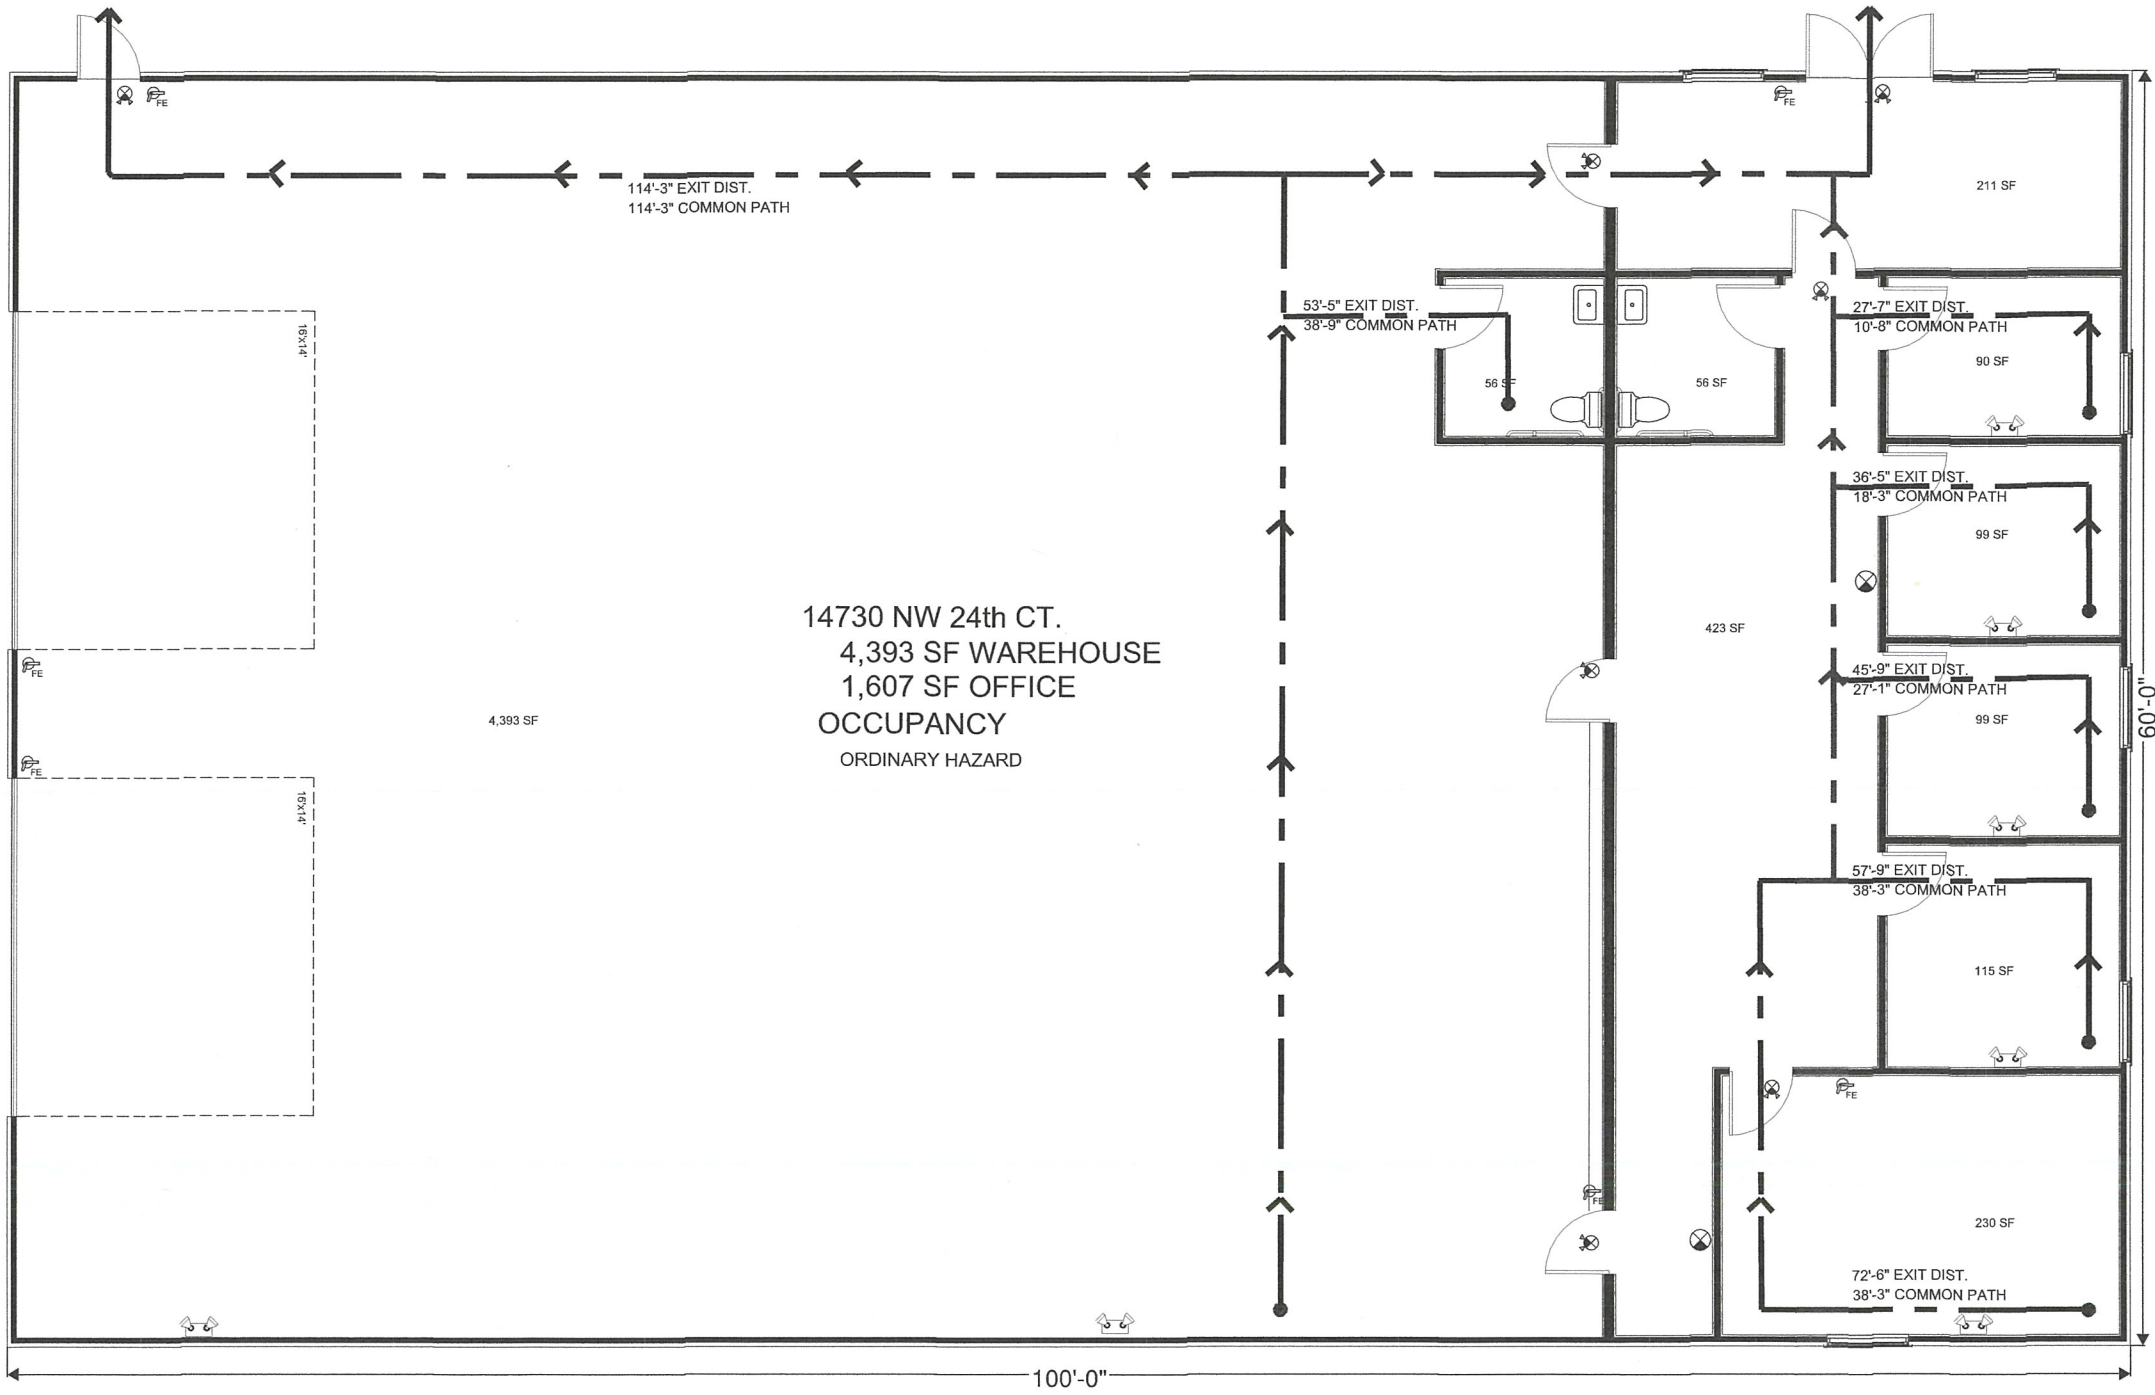 FE
FE
114'-3" EXIT DIST.
114'-3" COMMON PATH
211 SF
16'x14'
53'-5" EXIT DIST.
38'-9" COMMON PATH
56 SF
56 SF
27'-7" EXIT DIST.
10'-8" COMMON PATH
90 SF
36'-5" EXIT DIST.
18'-3" COMMON PATH
99 SF
14730 NW 24th CT.
4,393 SF WAREHOUSE
1,607 SF OFFICE
OCCUPANCY
ORDINARY HAZARD
423 SF
FE
4,393 SF
FE
45'-9" EXIT DIST.
27'-1" COMMON PATH
99 SF
60'-0"
16'x14'
57'-9" EXIT DIST.
38'-3" COMMON PATH
115 SF
FE
FE
230 SF
72'-6" EXIT DIST.
38'-3" COMMON PATH
100'-0"